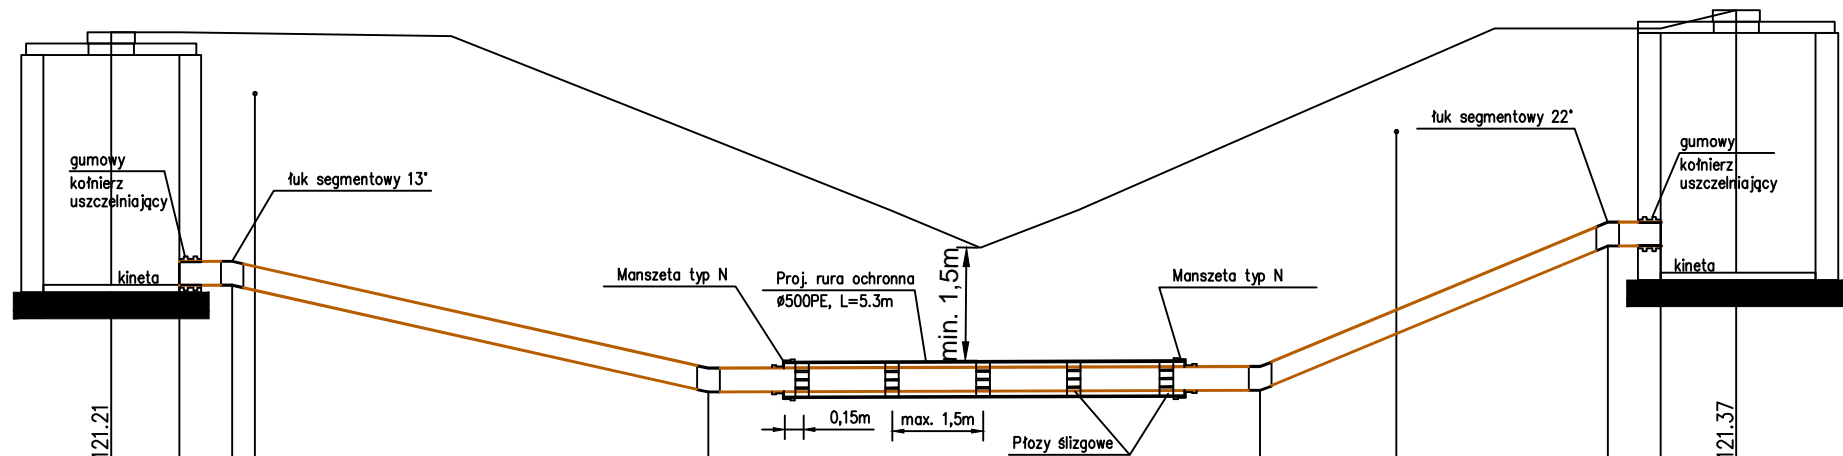 łuk segmentowy 22°
gumowy
kołnierz
uszczelniający
gumowy
kołnierz
uszczelniający
łuk segmentowy 13°
kineta
kineta
Manszeta typ N
Proj. rura ochronna
ø500PE, L=5.3m
min. 1,5m
Manszeta typ N
0,15m
max. 1,5m
Płozy ślizgowe
121.21
121.37